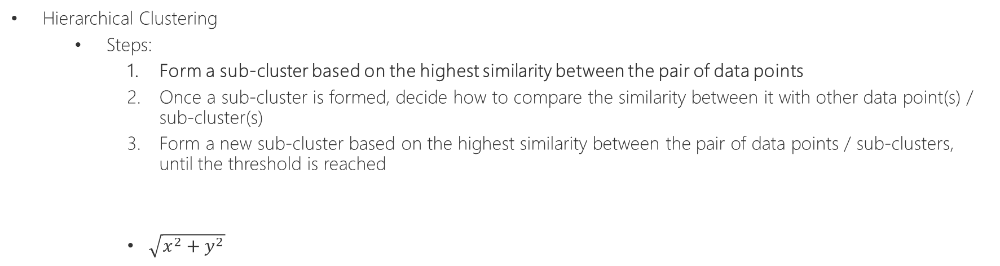 • Hierarchical Clustering
• Steps:
1. Form a sub-cluster based on the highest similarity between the pair of data points
2. Once a sub-cluster is formed, decide how to compare the similarity between it with other data point(s) /
sub-cluster(s)
3. Form a new sub-cluster based on the highest similarity between the pair of data points / sub-clusters,
until the threshold is reached
• √(x² + y²)